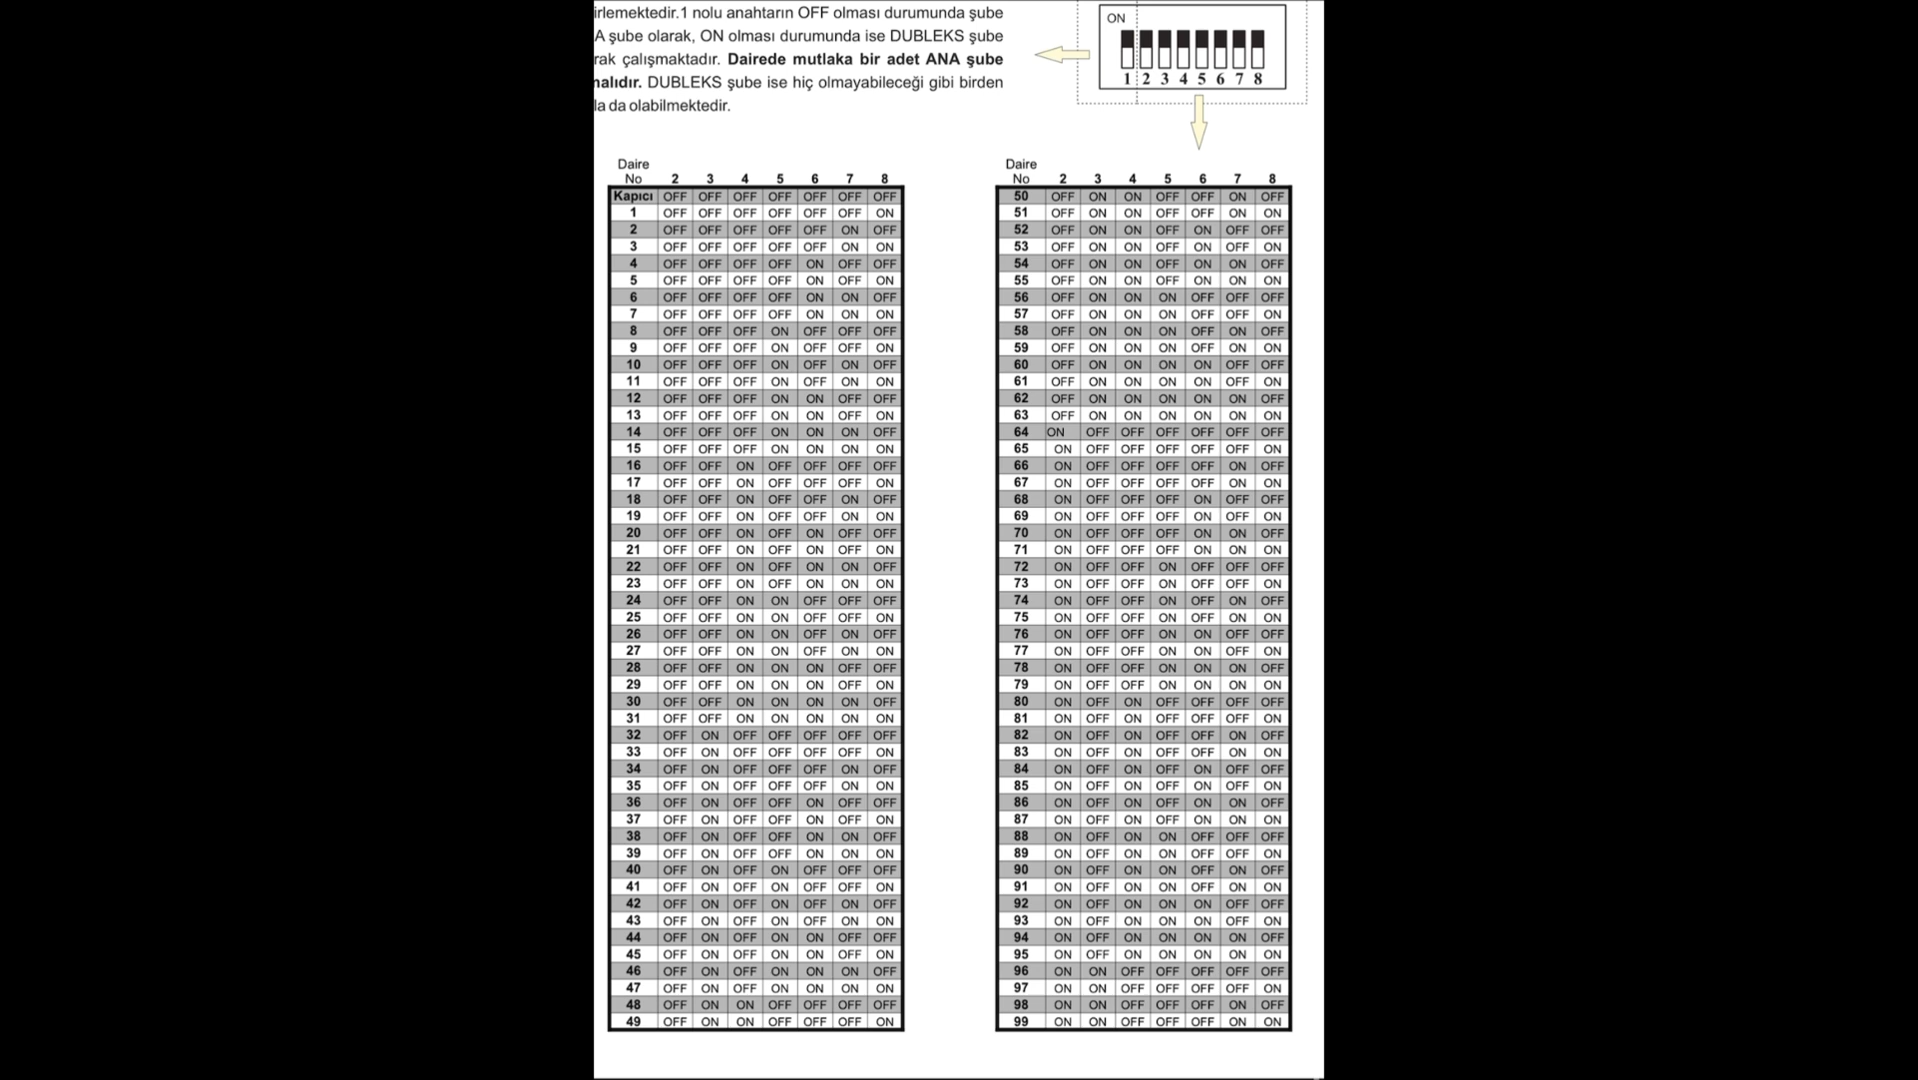 irlemektedir.1 nolu anahtarın OFF olması durumunda şube
A şube olarak, ON olması durumunda ise DUBLEKS şube
rak çalışmaktadır. Dairede mutlaka bir adet ANA şube
nalıdır. DUBLEKS şube ise hiç olmayabileceği gibi birden
la da olabilmektedir.
ON
1 2 3 4 5 6 7 8
Daire
No 2 3 4 5 6 7 8
Kapıcı OFF OFF OFF OFF OFF OFF OFF
1 OFF OFF OFF OFF OFF OFF ON
2 OFF OFF OFF OFF OFF ON OFF
3 OFF OFF OFF OFF OFF ON ON
4 OFF OFF OFF OFF ON OFF OFF
5 OFF OFF OFF OFF ON OFF ON
6 OFF OFF OFF OFF ON ON OFF
7 OFF OFF OFF OFF ON ON ON
8 OFF OFF OFF ON OFF OFF OFF
9 OFF OFF OFF ON OFF OFF ON
10 OFF OFF OFF ON OFF ON OFF
11 OFF OFF OFF ON OFF ON ON
12 OFF OFF OFF ON ON OFF OFF
13 OFF OFF OFF ON ON OFF ON
14 OFF OFF OFF ON ON ON OFF
15 OFF OFF OFF ON ON ON ON
16 OFF OFF ON OFF OFF OFF OFF
17 OFF OFF ON OFF OFF OFF ON
18 OFF OFF ON OFF OFF ON OFF
19 OFF OFF ON OFF OFF ON ON
20 OFF OFF ON OFF ON OFF OFF
21 OFF OFF ON OFF ON OFF ON
22 OFF OFF ON OFF ON ON OFF
23 OFF OFF ON OFF ON ON ON
24 OFF OFF ON ON OFF OFF OFF
25 OFF OFF ON ON OFF OFF ON
26 OFF OFF ON ON OFF ON OFF
27 OFF OFF ON ON OFF ON ON
28 OFF OFF ON ON ON OFF OFF
29 OFF OFF ON ON ON OFF ON
30 OFF OFF ON ON ON ON OFF
31 OFF OFF ON ON ON ON ON
32 OFF ON OFF OFF OFF OFF OFF
33 OFF ON OFF OFF OFF OFF ON
34 OFF ON OFF OFF OFF ON OFF
35 OFF ON OFF OFF OFF ON ON
36 OFF ON OFF OFF ON OFF OFF
37 OFF ON OFF OFF ON OFF ON
38 OFF ON OFF OFF ON ON OFF
39 OFF ON OFF OFF ON ON ON
40 OFF ON OFF ON OFF OFF OFF
41 OFF ON OFF ON OFF OFF ON
42 OFF ON OFF ON OFF ON OFF
43 OFF ON OFF ON OFF ON ON
44 OFF ON OFF ON ON OFF OFF
45 OFF ON OFF ON ON OFF ON
46 OFF ON OFF ON ON ON OFF
47 OFF ON OFF ON ON ON ON
48 OFF ON ON OFF OFF OFF OFF
49 OFF ON ON OFF OFF OFF ON
Daire
No 2 3 4 5 6 7 8
50 OFF ON ON OFF OFF ON OFF
51 OFF ON ON OFF OFF ON ON
52 OFF ON ON OFF ON OFF OFF
53 OFF ON ON OFF ON OFF ON
54 OFF ON ON OFF ON ON OFF
55 OFF ON ON OFF ON ON ON
56 OFF ON ON ON OFF OFF OFF
57 OFF ON ON ON OFF OFF ON
58 OFF ON ON ON OFF ON OFF
59 OFF ON ON ON OFF ON ON
60 OFF ON ON ON ON OFF OFF
61 OFF ON ON ON ON OFF ON
62 OFF ON ON ON ON ON OFF
63 OFF ON ON ON ON ON ON
64 ON OFF OFF OFF OFF OFF OFF
65 ON OFF OFF OFF OFF OFF ON
66 ON OFF OFF OFF OFF ON OFF
67 ON OFF OFF OFF OFF ON ON
68 ON OFF OFF OFF ON OFF OFF
69 ON OFF OFF OFF ON OFF ON
70 ON OFF OFF OFF ON ON OFF
71 ON OFF OFF OFF ON ON ON
72 ON OFF OFF ON OFF OFF OFF
73 ON OFF OFF ON OFF OFF ON
74 ON OFF OFF ON OFF ON OFF
75 ON OFF OFF ON OFF ON ON
76 ON OFF OFF ON ON OFF OFF
77 ON OFF OFF ON ON OFF ON
78 ON OFF OFF ON ON ON OFF
79 ON OFF OFF ON ON ON ON
80 ON OFF ON OFF OFF OFF OFF
81 ON OFF ON OFF OFF OFF ON
82 ON OFF ON OFF OFF ON OFF
83 ON OFF ON OFF OFF ON ON
84 ON OFF ON OFF ON OFF OFF
85 ON OFF ON OFF ON OFF ON
86 ON OFF ON OFF ON ON OFF
87 ON OFF ON OFF ON ON ON
88 ON OFF ON ON OFF OFF OFF
89 ON OFF ON ON OFF OFF ON
90 ON OFF ON ON OFF ON OFF
91 ON OFF ON ON OFF ON ON
92 ON OFF ON ON ON OFF OFF
93 ON OFF ON ON ON OFF ON
94 ON OFF ON ON ON ON OFF
95 ON OFF ON ON ON ON ON
96 ON ON OFF OFF OFF OFF OFF
97 ON ON OFF OFF OFF OFF ON
98 ON ON OFF OFF OFF ON OFF
99 ON ON OFF OFF OFF ON ON